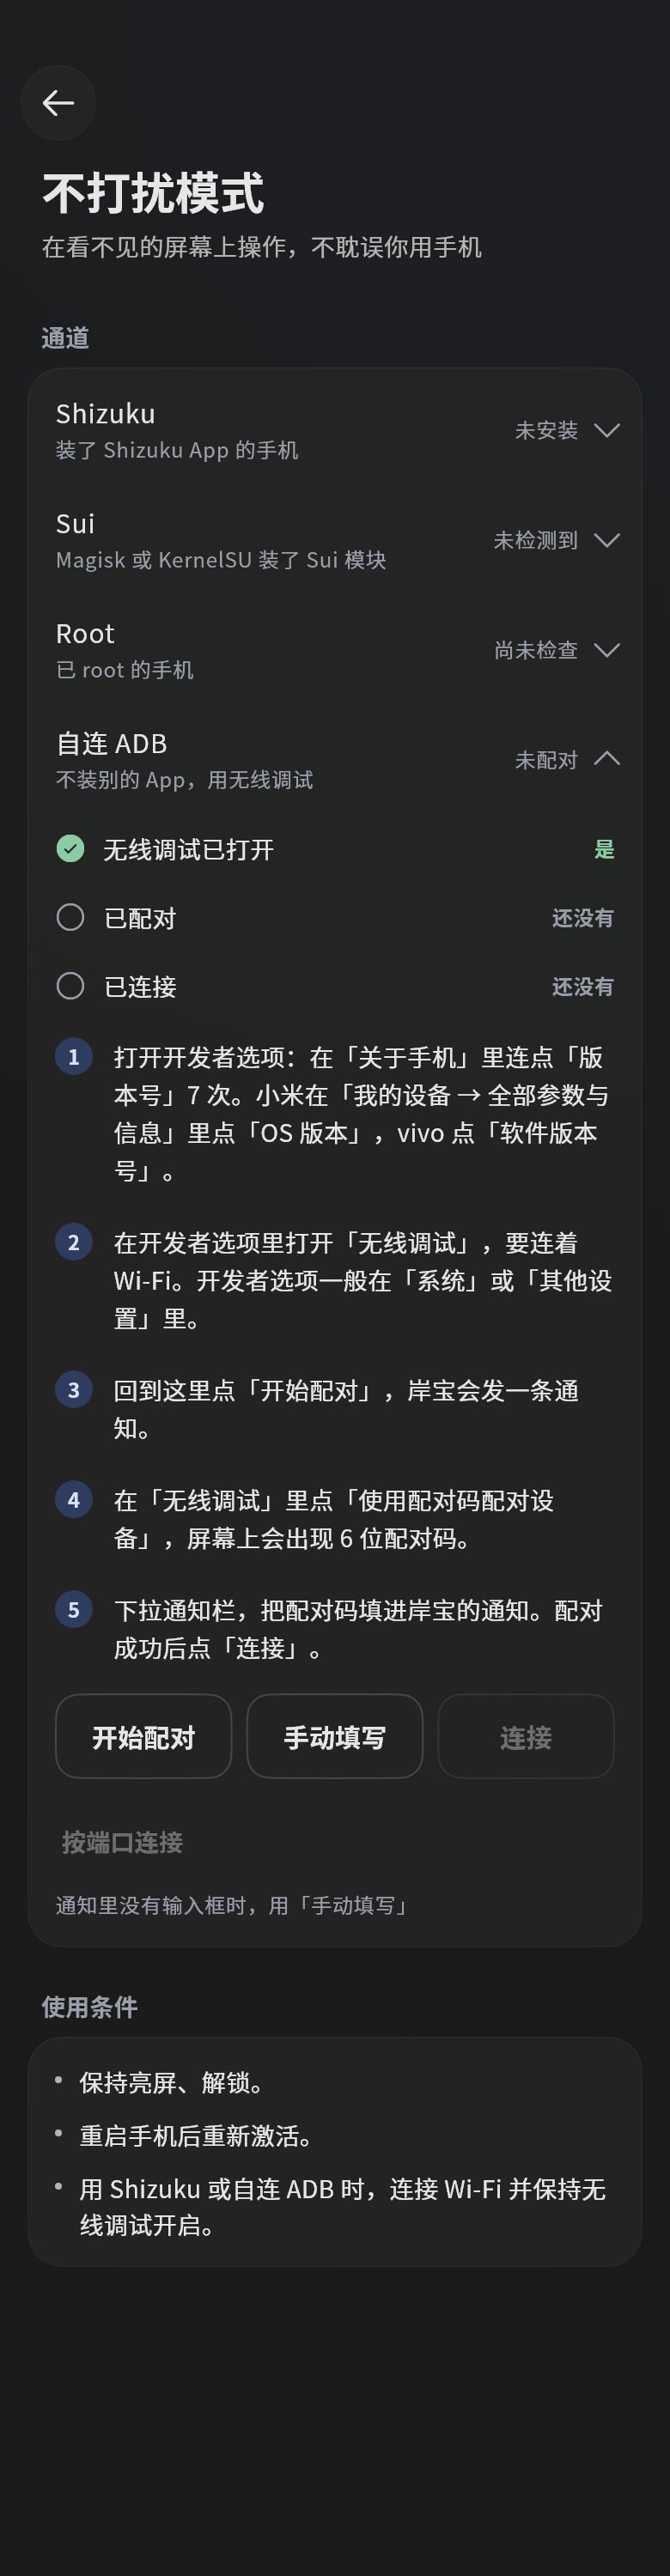 不打扰模式
在看不见的屏幕上操作，不耽误你用手机
通道
Shizuku
装了 Shizuku App 的手机
未安装
Sui
Magisk 或 KernelSU 装了 Sui 模块
未检测到
Root
已 root 的手机
尚未检查
自连 ADB
不装别的 App，用无线调试
未配对
无线调试已打开
是
已配对
还没有
已连接
还没有
1
打开开发者选项：在「关于手机」里连点「版
本号」7 次。小米在「我的设备 → 全部参数与
信息」里点「OS 版本」，vivo 点「软件版本
号」。
2
在开发者选项里打开「无线调试」，要连着
Wi-Fi。开发者选项一般在「系统」或「其他设
置」里。
3
回到这里点「开始配对」，岸宝会发一条通
知。
4
在「无线调试」里点「使用配对码配对设
备」，屏幕上会出现 6 位配对码。
5
下拉通知栏，把配对码填进岸宝的通知。配对
成功后点「连接」。
开始配对
手动填写
连接
按端口连接
通知里没有输入框时，用「手动填写」
使用条件
• 保持亮屏、解锁。
• 重启手机后重新激活。
• 用 Shizuku 或自连 ADB 时，连接 Wi-Fi 并保持无
线调试开启。